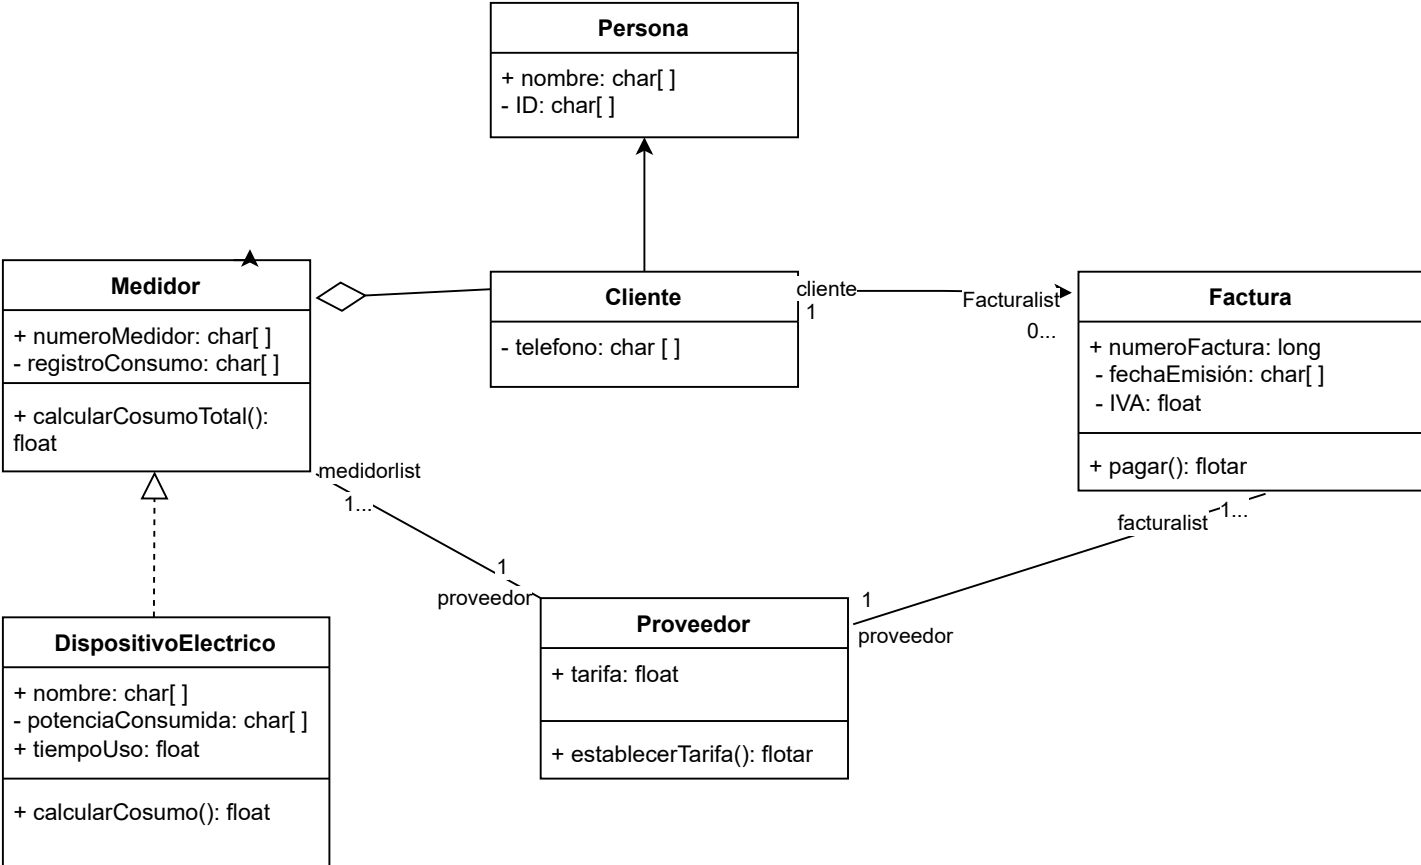 Persona
+ nombre: char[ ]
- ID: char[ ]
Medidor
+ numeroMedidor: char[ ]
- registroConsumo: char[ ]
+ calcularCosumoTotal():
float
Cliente
- telefono: char [ ]
cliente
1
Facturalist
0...
Factura
+ numeroFactura: long
- fechaEmisión: char[ ]
- IVA: float
+ pagar(): flotar
medidorlist
1...
1
proveedor
1...
facturalist
1
proveedor
DispositivoElectrico
+ nombre: char[ ]
- potenciaConsumida: char[ ]
+ tiempoUso: float
+ calcularCosumo(): float
Proveedor
+ tarifa: float
+ establecerTarifa(): flotar